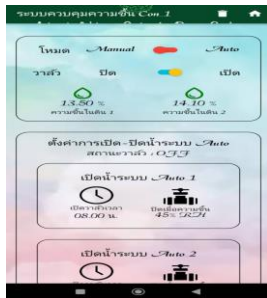 ระบบควบคุมความชื้น Con.1
โหมด Manual Auto
วาล์ว ปิด เปิด
13.80 % 14.10 %
ความชื้นในดิน 1 ความชื้นในดิน 2
ตั้งค่าการเปิด-ปิดน้ำระบบ Auto
สถานะวาล์ว : OFF
เปิดน้ำระบบ Auto 1
เปิดวาล์วเวลา ปิดเมื่อความชื้น
08.00 น. 45% RH
เปิดน้ำระบบ Auto 2